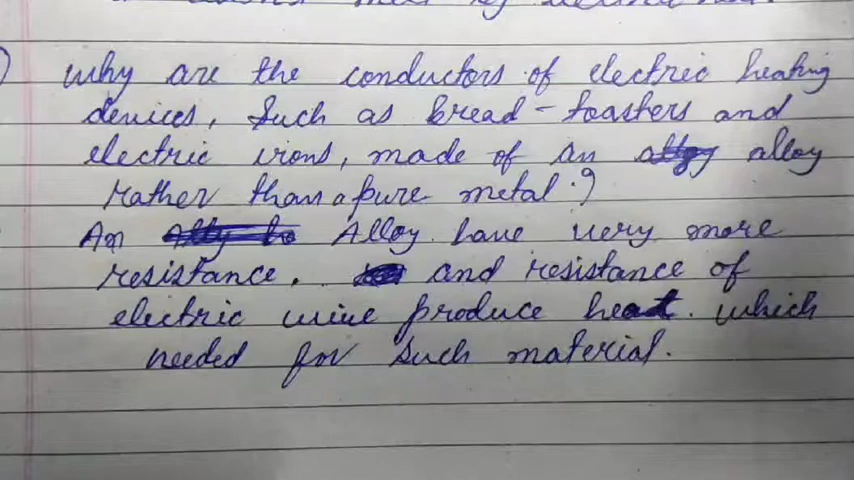 Why are the conductors of electric heating
devices, Such as bread - toasters and
electric irons, made of an alloy
rather than a pure metal?
An Alloy have very more
resistance. and resistance of
electric wire produce heat. which
needed for such material.